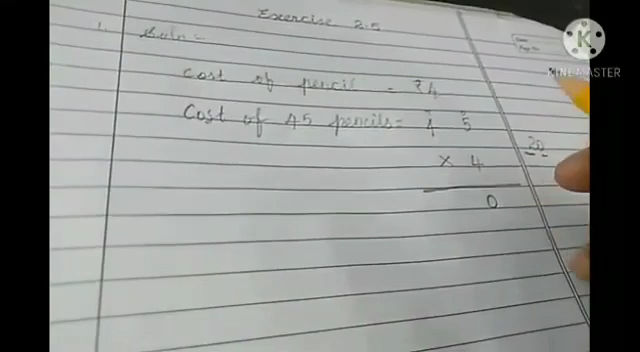 Exercise 2.5
1. Soln =
Cost of pencil = ₹4
Cost of 45 pencils = 4 5
20
× 4
0
KINEMASTER